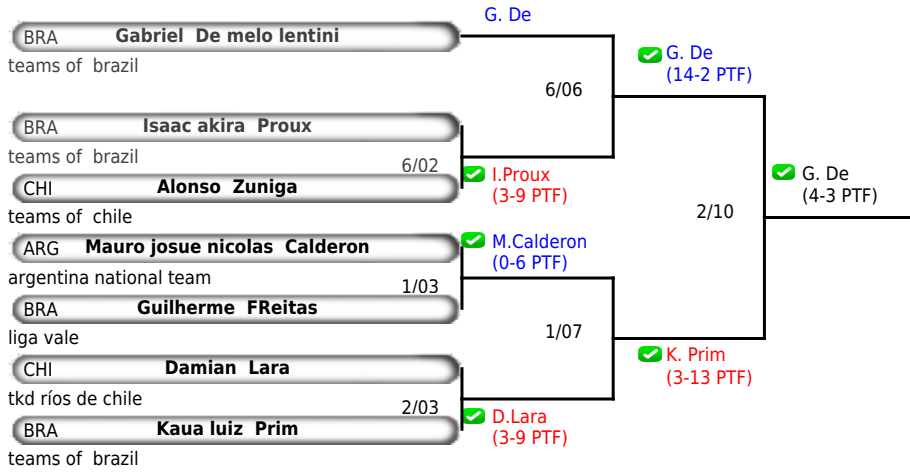 G. De
BRA Gabriel De melo lentini
teams of brazil
G. De
(14-2 PTF)
6/06
BRA Isaac akira Proux
teams of brazil
6/02
I.Proux
(3-9 PTF)
CHI Alonso Zuniga
teams of chile
G. De
(4-3 PTF)
2/10
ARG Mauro josue nicolas Calderon
argentina national team
M.Calderon
(0-6 PTF)
1/03
BRA Guilherme FReitas
liga vale
1/07
K. Prim
(3-13 PTF)
CHI Damian Lara
tkd ríos de chile
2/03
D.Lara
(3-9 PTF)
BRA Kaua luiz Prim
teams of brazil